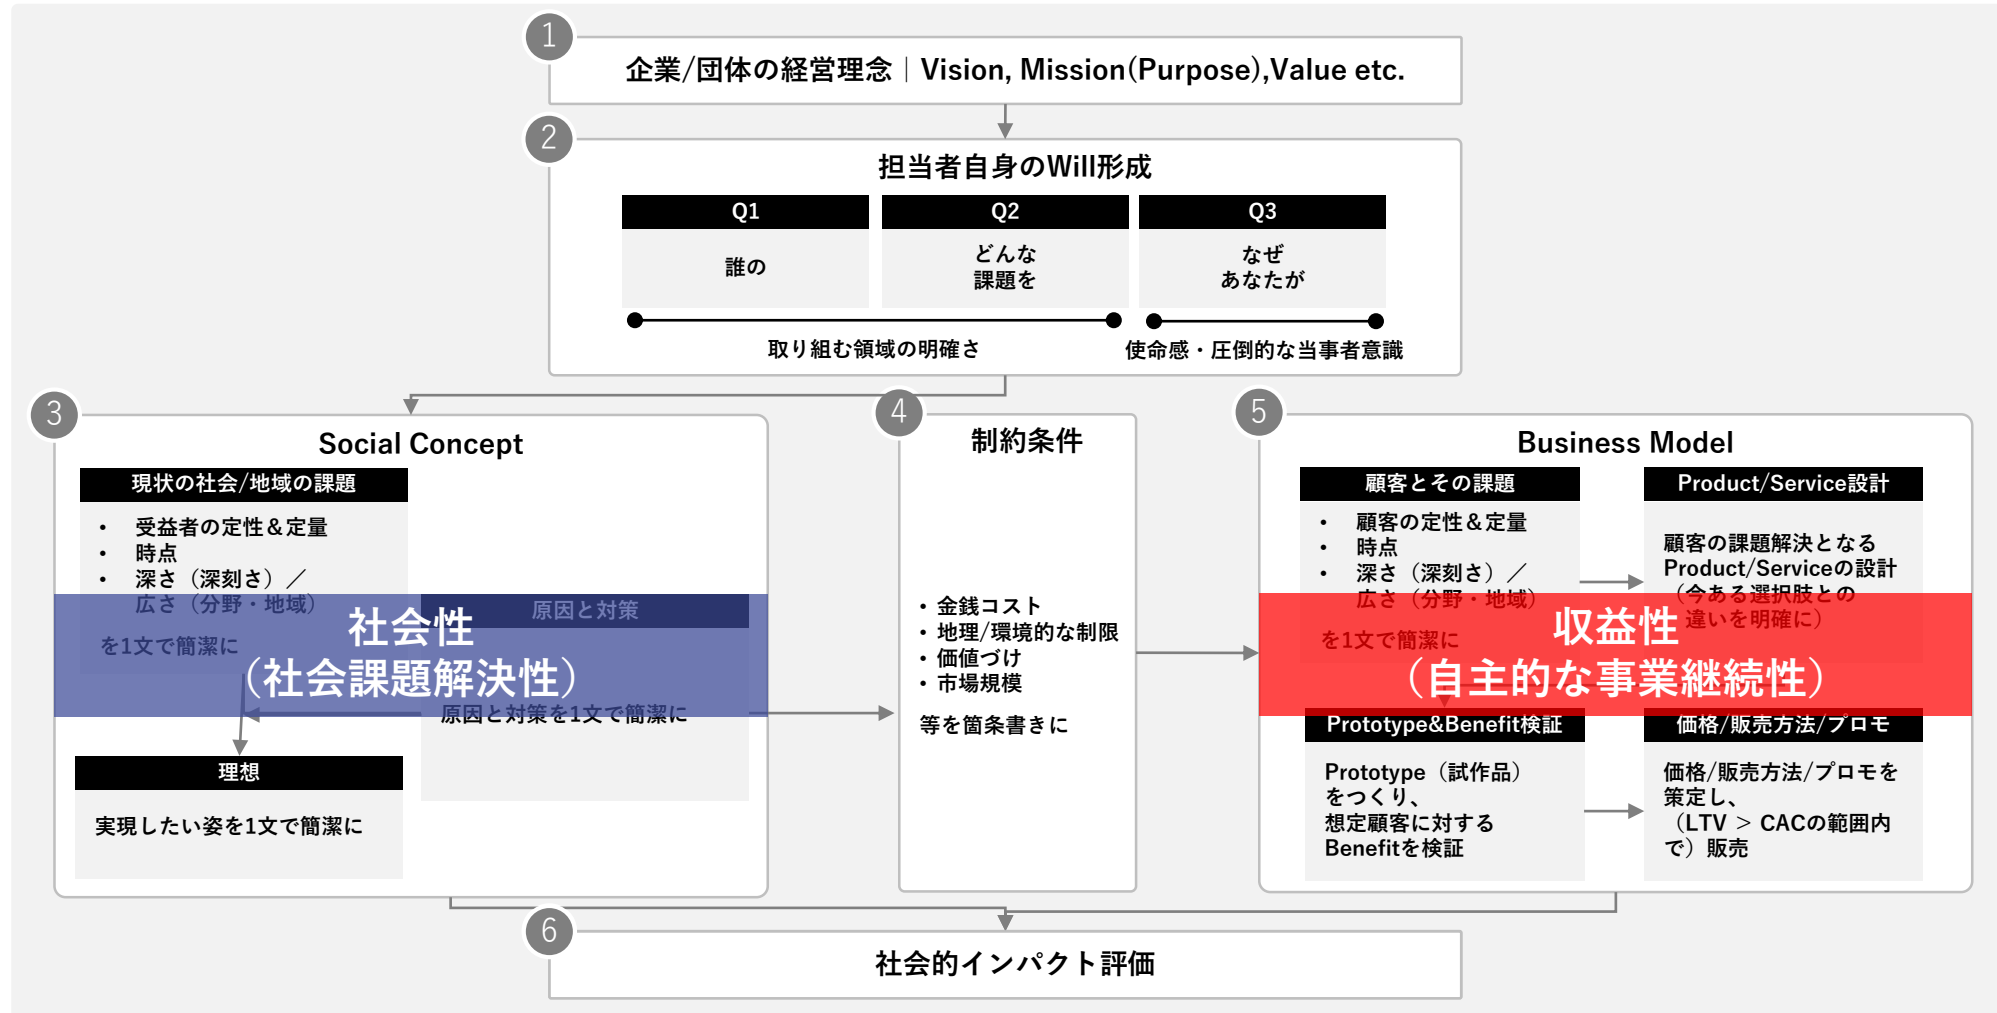 1
企業/団体の経営理念｜Vision, Mission(Purpose),Value etc.
2
担当者自身のWill形成
Q1
誰の
Q2
どんな
課題を
Q3
なぜ
あなたが
取り組む領域の明確さ
使命感・圧倒的な当事者意識
3
Social Concept
現状の社会/地域の課題
• 受益者の定性＆定量
• 時点
• 深さ（深刻さ）／
広さ（分野・地域）
を1文で簡潔に
原因と対策
原因と対策を1文で簡潔に
社会性
（社会課題解決性）
理想
実現したい姿を1文で簡潔に
4
制約条件
• 金銭コスト
• 地理/環境的な制限
• 価値づけ
• 市場規模
等を箇条書きに
5
Business Model
顧客とその課題
• 顧客の定性＆定量
• 時点
• 深さ（深刻さ）／
広さ（分野・地域）
を1文で簡潔に
Product/Service設計
顧客の課題解決となる
Product/Serviceの設計
（今ある選択肢との
違いを明確に）
収益性
（自主的な事業継続性）
Prototype&Benefit検証
Prototype（試作品）
をつくり、
想定顧客に対する
Benefitを検証
価格/販売方法/プロモ
価格/販売方法/プロモを
策定し、
（LTV ＞ CACの範囲内
で）販売
6
社会的インパクト評価